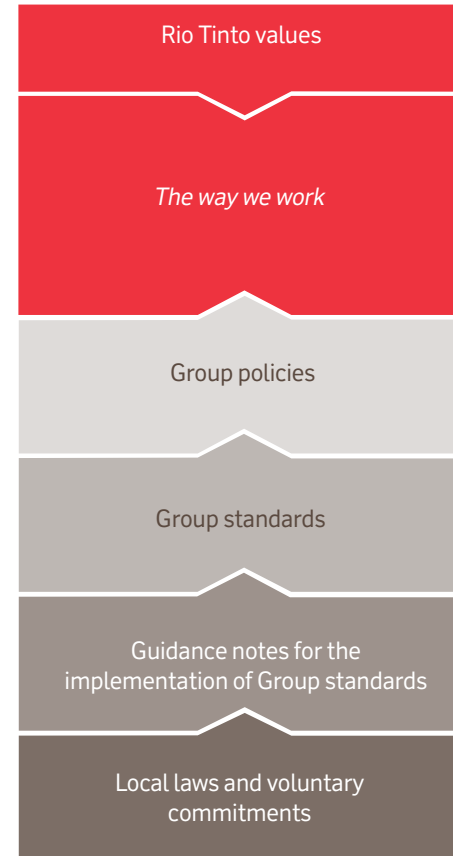 Rio Tinto values
The way we work
Group policies
Group standards
Guidance notes for the
implementation of Group standards
Local laws and voluntary
commitments